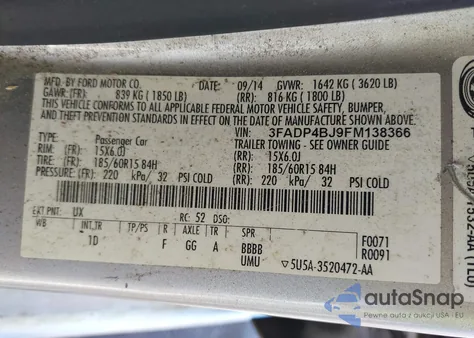 MFD. BY FORD MOTOR CO. DATE: 09/14 GVWR: 1642 KG (3620 LB)
GAWR: (FR): 839 KG (1850 LB) (RR): 816 KG (1800 LB)
THIS VEHICLE CONFORMS TO ALL APPLICABLE FEDERAL MOTOR VEHICLE SAFETY, BUMPER,
AND THEFT PREVENTION STANDARDS IN EFFECT ON THE DATE OF MANUFACTURE SHOWN ABOVE.
VIN: 3FADP4BJ9FM138366
TYPE: Passenger Car TRAILER TOWING - SEE OWNER GUIDE
RIM: (FR): 15X6.0J (RR): 15X6.0J
TIRE: (FR): 185/60R15 84H (RR): 185/60R15 84H
PRESSURE: (FR): 220 kPa/ 32 PSI COLD (RR): 220 kPa/ 32 PSI COLD
EXT PNT: UX RC: 52 DSO:
WB INT TR TP/PS R AXLE TR SPR F0071
1D F GG A BBBB R0091
UMU 5U5A-3520472-AA
autoSnap
Pewne auta z aukcji USA i EU